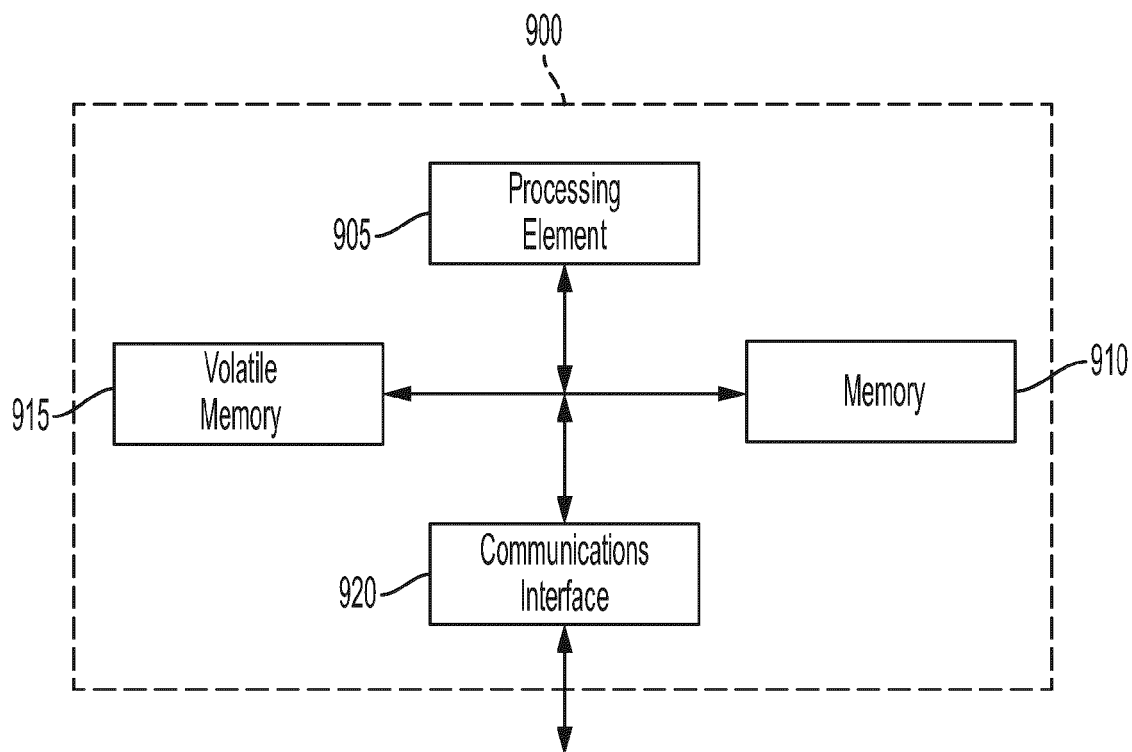 900
Processing
Element
905
Volatile
Memory
915
Memory
910
Communications
Interface
920